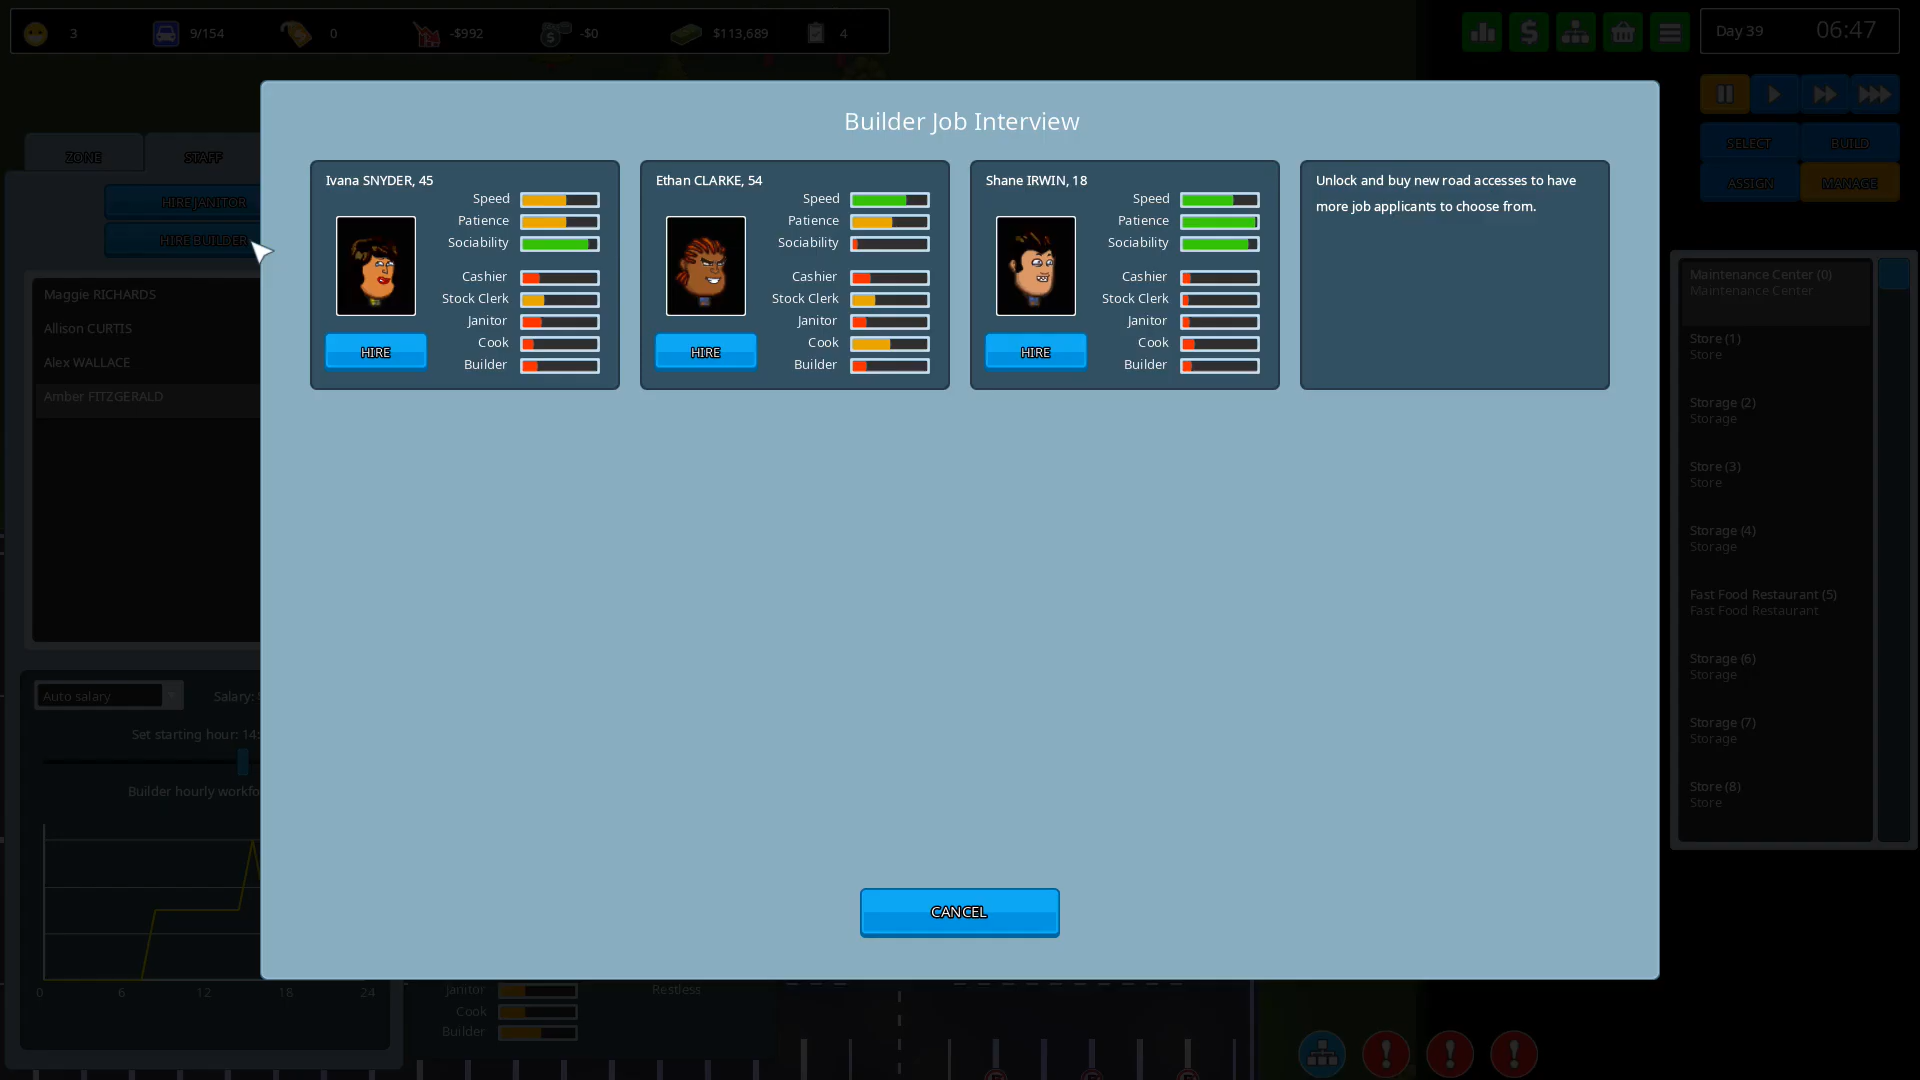 3
9/154
0
-$992
-$0
$113,689
4
Day 39
06:47
SELECT
BUILD
ASSIGN
MANAGE
ZONE
STAFF
HIRE JANITOR
HIRE BUILDER
Maggie RICHARDS
Allison CURTIS
Alex WALLACE
Amber FITZGERALD
Auto salary
Salary:
Set starting hour: 14:
Builder hourly workfo
0
6
12
18
24
Builder Job Interview
Ivana SNYDER, 45
Speed
Patience
Sociability
Cashier
Stock Clerk
Janitor
Cook
Builder
HIRE
Ethan CLARKE, 54
Speed
Patience
Sociability
Cashier
Stock Clerk
Janitor
Cook
Builder
HIRE
Shane IRWIN, 18
Speed
Patience
Sociability
Cashier
Stock Clerk
Janitor
Cook
Builder
HIRE
Unlock and buy new road accesses to have
more job applicants to choose from.
CANCEL
Janitor
Cook
Builder
Restless
Maintenance Center (0)
Maintenance Center
Store (1)
Store
Storage (2)
Storage
Store (3)
Store
Storage (4)
Storage
Fast Food Restaurant (5)
Fast Food Restaurant
Storage (6)
Storage
Storage (7)
Storage
Store (8)
Store